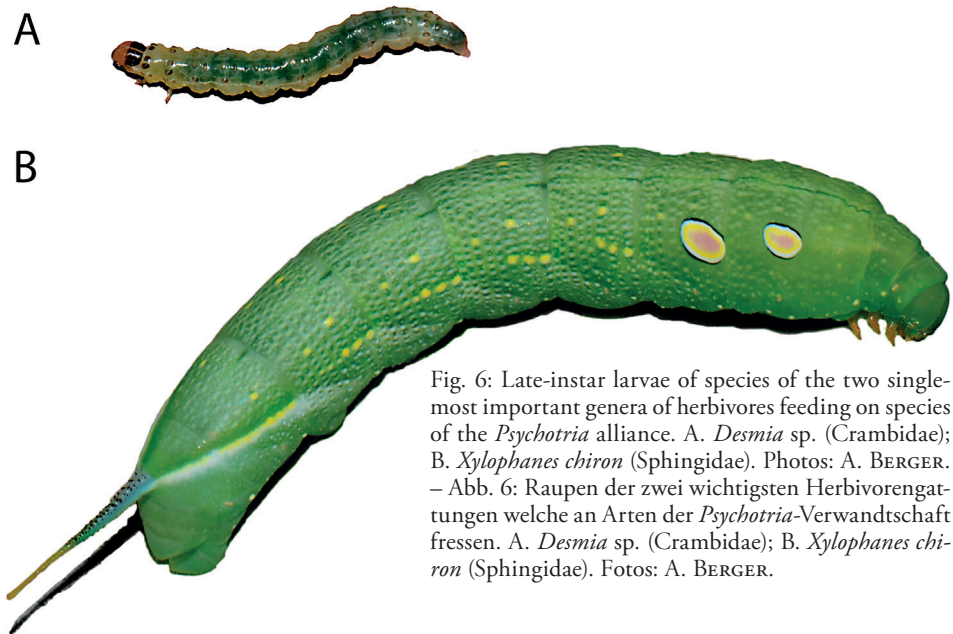 A
B
Fig. 6: Late-instar larvae of species of the two single-
most important genera of herbivores feeding on species
of the Psychotria alliance. A. Desmia sp. (Crambidae);
B. Xylophanes chiron (Sphingidae). Photos: A. BERGER.
– Abb. 6: Raupen der zwei wichtigsten Herbivorengat-
tungen welche an Arten der Psychotria-Verwandtschaft
fressen. A. Desmia sp. (Crambidae); B. Xylophanes chi-
ron (Sphingidae). Fotos: A. BERGER.